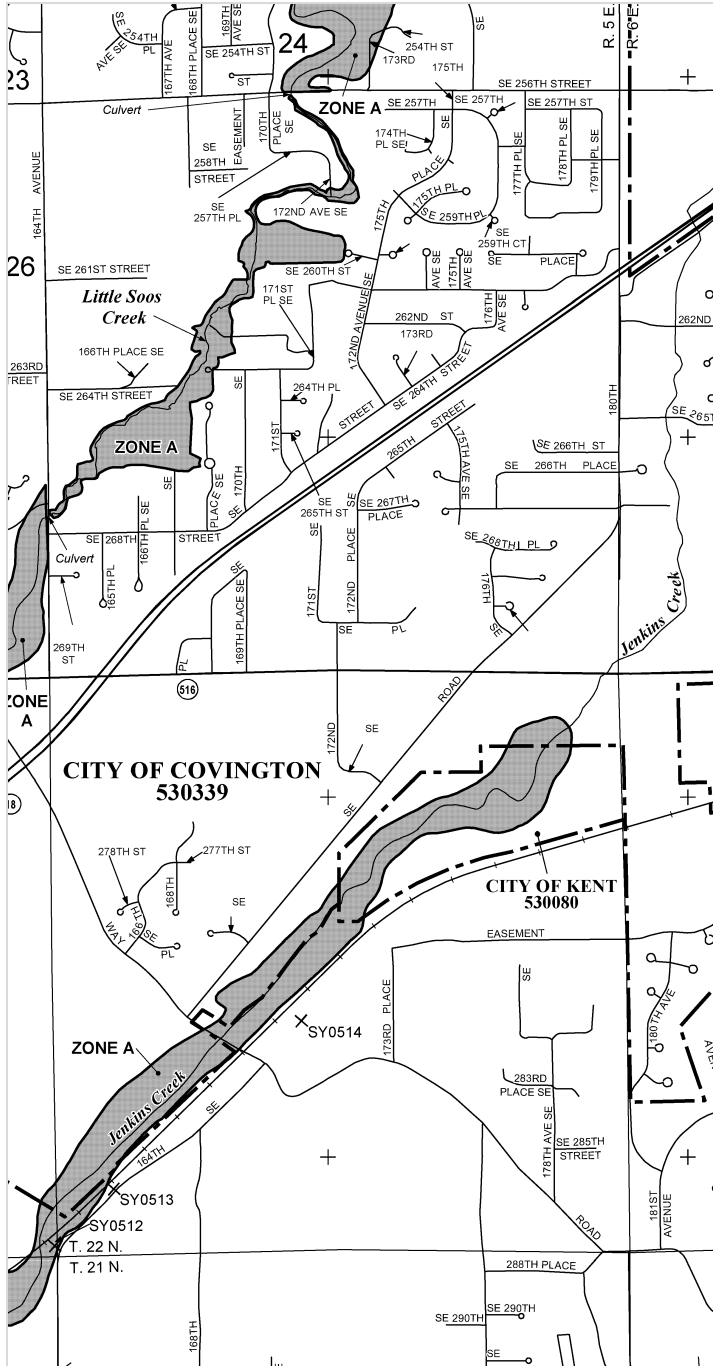 SE
254TH
PL
AVE SE
167TH AVE
168TH PLACE SE
169TH
AVE SE
SE 254TH ST
ST
24
173RD
254TH ST
175TH
SE
R. 5 E.
R. 6 E.
23
Culvert
ZONE A
SE 256TH STREET
SE 257TH
SE 257TH
SE 257TH ST
164TH AVENUE
EASEMENT
SE
258TH
STREET
170TH
PLACE
SE
174TH
PL SE
SE
177TH PL SE
178TH PL SE
179TH PL SE
SE
257TH PL
172ND AVE SE
175TH
PLACE
175TH PL
SE 259TH PL
SE
259TH CT
26
SE 261ST STREET
SE 260TH ST
AVE SE
175TH
AVE SE
SE
PLACE
Little Soos
Creek
171ST
PL SE
172ND AVENUE SE
262ND ST
173RD
176TH
AVE SE
262ND
166TH PLACE SE
263RD
STREET
SE 264TH STREET
SE
264TH PL
STREET
SE 264TH STREET
180TH
SE 265T
ZONE A
170TH
171ST
265TH
STREET
175TH AVE SE
SE 266TH ST
SE
266TH PLACE
SE
PLACE SE
SE
SE
265TH ST
SE 267TH
PLACE
Culvert
SE 268TH
STREET
166TH PL SE
165TH PL
SE
171ST
PLACE
172ND
SE 268TH PL
176TH
SE
269TH
ST
169TH PLACE SE
SE
PL
SE
PL
Jenkins Creek
ZONE
A
ZONE
A
516
ROAD
172ND
SE
CITY OF COVINGTON
530339
18
SE
278TH ST
277TH ST
168TH
166TH
SE
PL
SE
WAY
CITY OF KENT
530080
EASEMENT
SE
180TH AVE
173RD PLACE
SY0514
ZONE A
283RD
PLACE SE
Jenkins Creek
SE
164TH
178TH AVE SE
SE 285TH
STREET
SY0513
181ST
AVENUE
SY0512
T. 22 N.
T. 21 N.
ROAD
288TH PLACE
SE 290TH
SE 290TH
168TH
SE